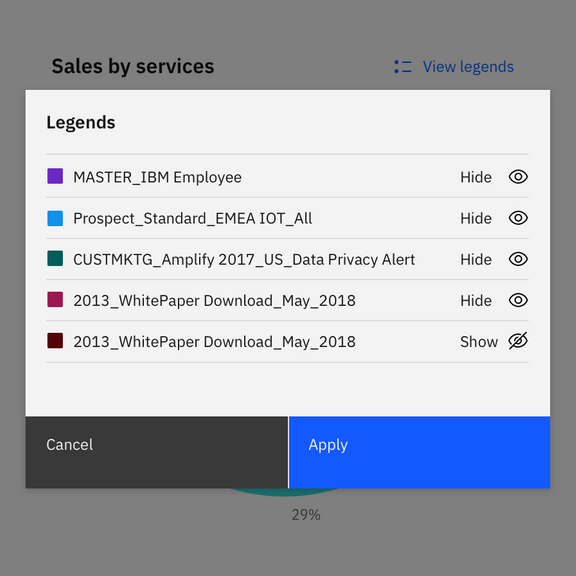 Sales by services
View legends
Legends
MASTER_IBM Employee Hide
Prospect_Standard_EMEA IOT_All Hide
CUSTMKTG_Amplify 2017_US_Data Privacy Alert Hide
2013_WhitePaper Download_May_2018 Hide
2013_WhitePaper Download_May_2018 Show
Cancel
Apply
29%